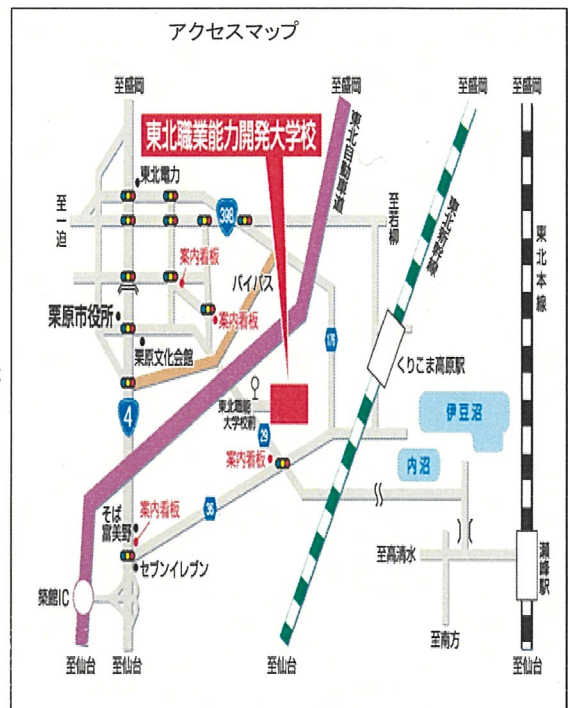 アクセスマップ
至盛岡
至盛岡
至盛岡
至盛岡
東北職業能力開発大学校
東北自動車道
東北電力
至一迫
398
至若柳
東北新幹線
東北本線
案内看板
バイパス
栗原市役所
案内看板
176
栗原文化会館
くりこま高原駅
伊豆沼
4
東北職能
大学校前
29
内沼
案内看板
36
案内看板
そば
富美野
至高清水
瀬峰駅
セブンイレブン
築館IC
至南方
至仙台
至仙台
至仙台
至仙台